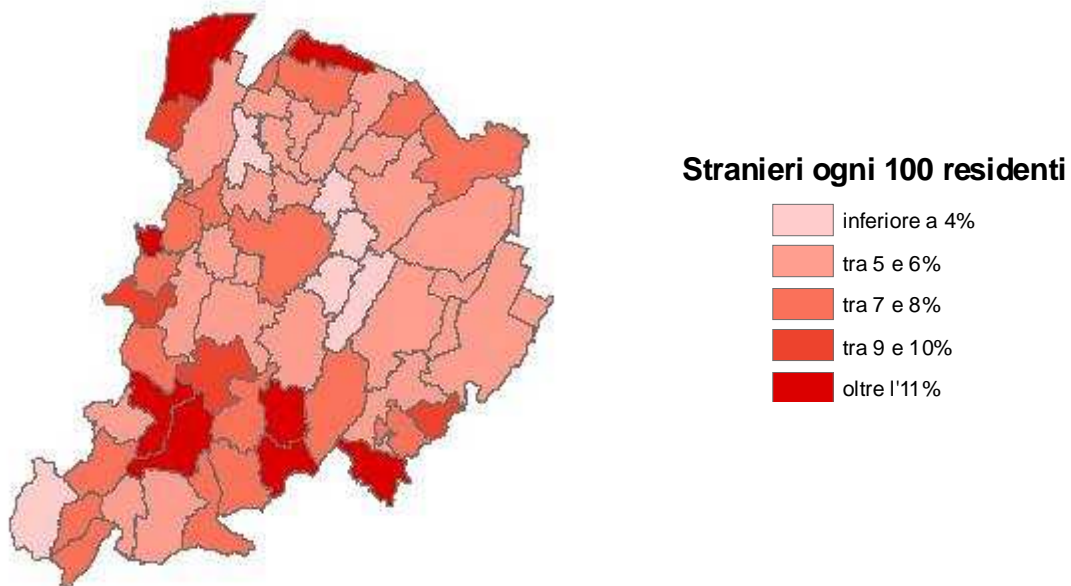 Stranieri ogni 100 residenti
inferiore a 4%
tra 5 e 6%
tra 7 e 8%
tra 9 e 10%
oltre l'11%